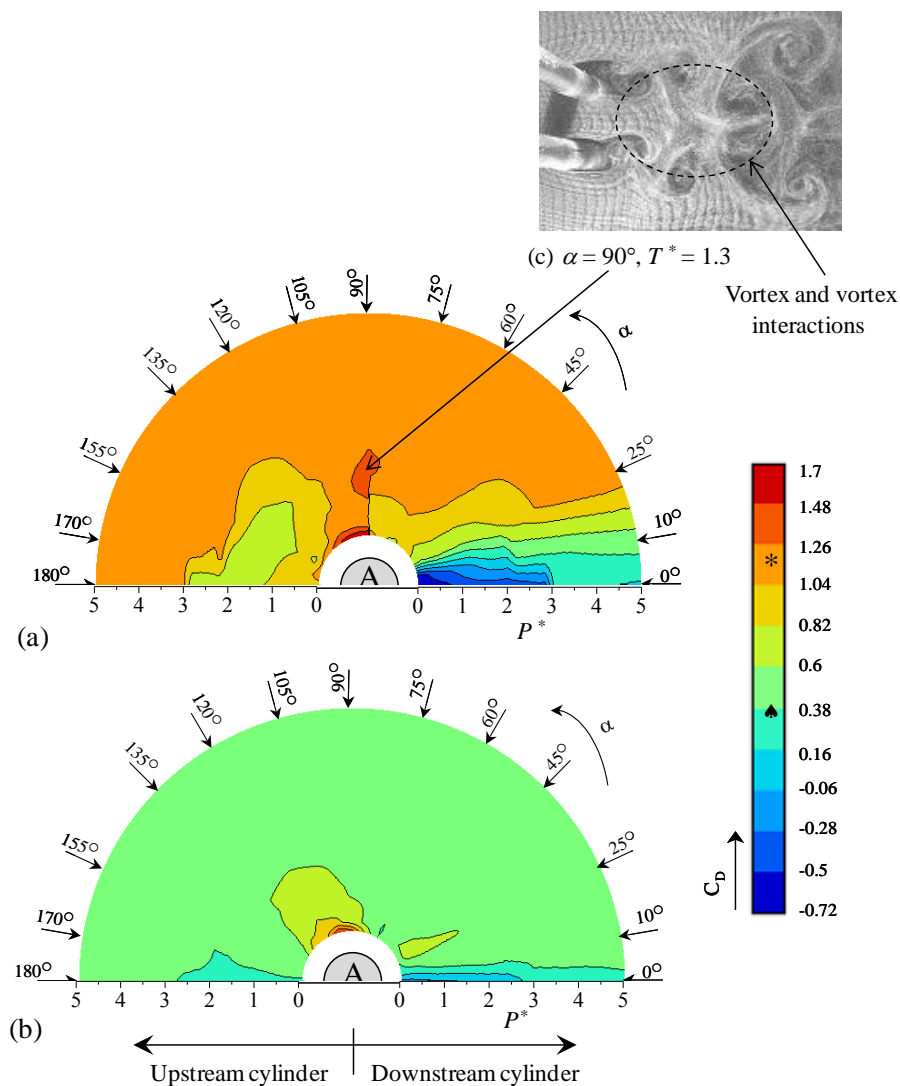 (c) α = 90°, T * = 1.3
Vortex and vortex
interactions
180°
170°
155°
135°
120°
105°
90°
75°
60°
45°
25°
10°
0°
α
A
5 4 3 2 1 0 0 1 2 3 4 5
P *
(a)
180°
170°
155°
135°
120°
105°
90°
75°
60°
45°
25°
10°
0°
α
A
5 4 3 2 1 0 0 1 2 3 4 5
P*
(b)
Upstream cylinder Downstream cylinder
1.7
1.48
1.26
*
1.04
0.82
0.6
0.38
♠
0.16
-0.06
-0.28
-0.5
-0.72
C_D